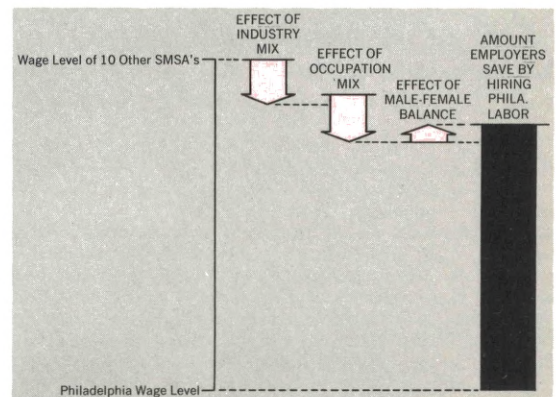 EFFECT OF
INDUSTRY
MIX
Wage Level of 10 Other SMSA's
EFFECT OF
OCCUPATION
MIX
EFFECT OF
MALE-FEMALE
BALANCE
AMOUNT
EMPLOYERS
SAVE BY
HIRING
PHILA.
LABOR
Philadelphia Wage Level